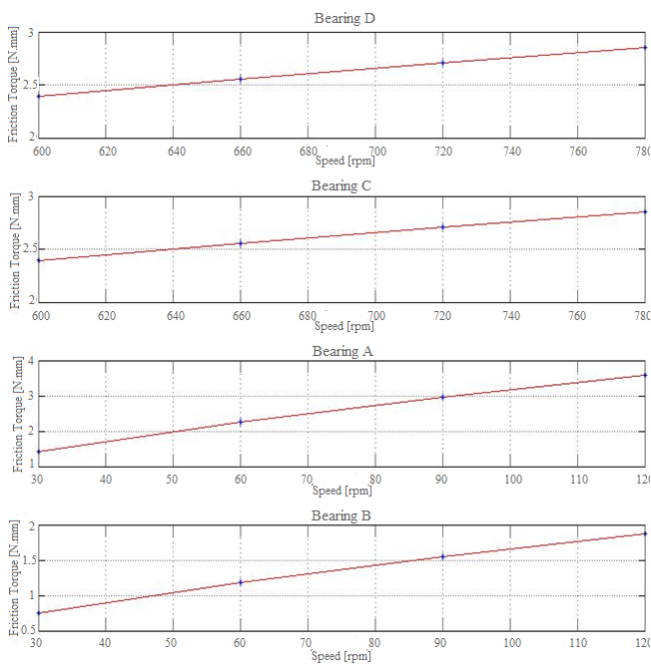 Bearing D
Friction Torque [N.mm]
3
2.5
2
600 620 640 660 680 700 720 740 760 780
Speed [rpm]
Bearing C
Friction Torque [N.mm]
3
2.5
2
600 620 640 660 680 700 720 740 760 780
Speed [rpm]
Bearing A
Friction Torque [N.mm]
4
3
2
1
30 40 50 60 70 80 90 100 110 120
Speed [rpm]
Bearing B
Friction Torque [N.mm]
2
1.5
1
0.5
30 40 50 60 70 80 90 100 110 120
Speed [rpm]